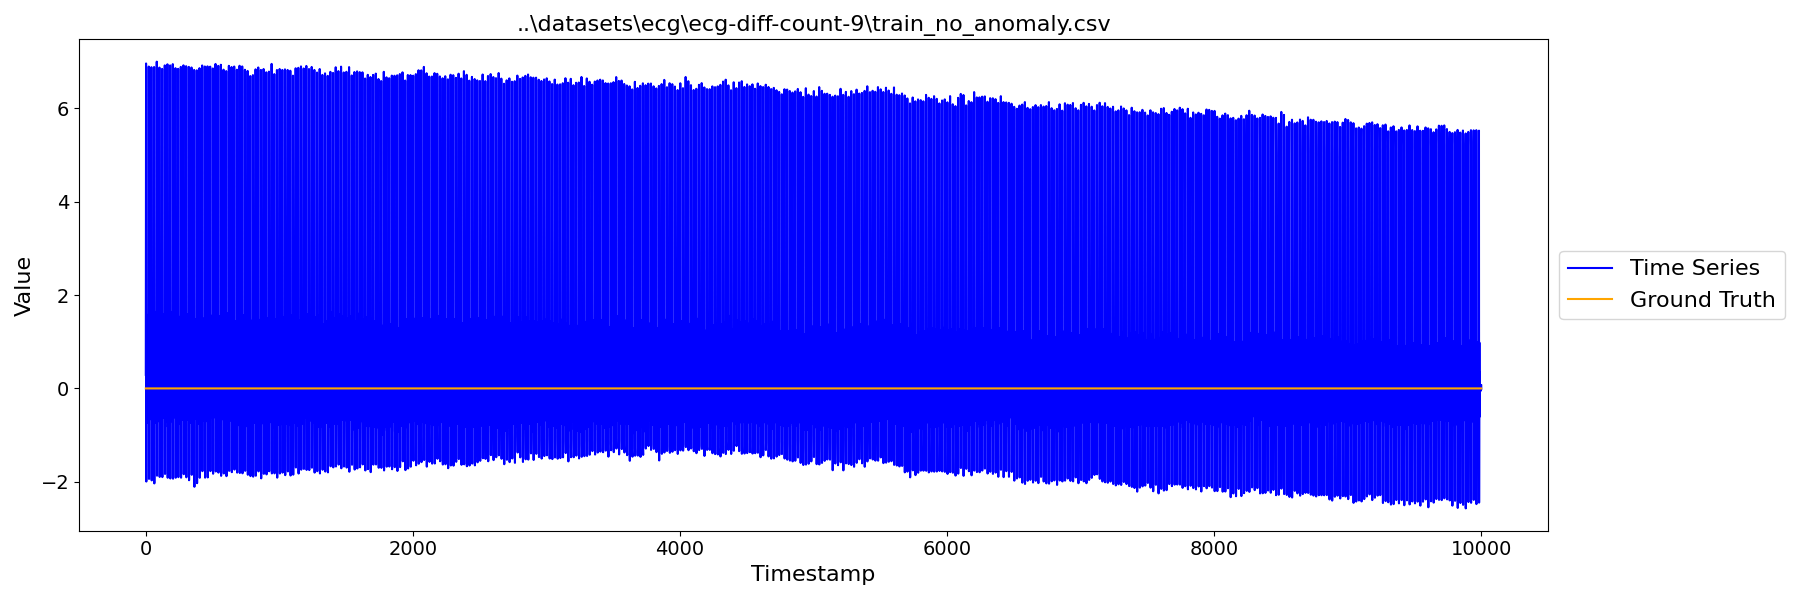 ..\datasets\ecg\ecg-diff-count-9\train_no_anomaly.csv
Value
6
4
2
0
−2
0
2000
4000
6000
8000
10000
Timestamp
Time Series
Ground Truth